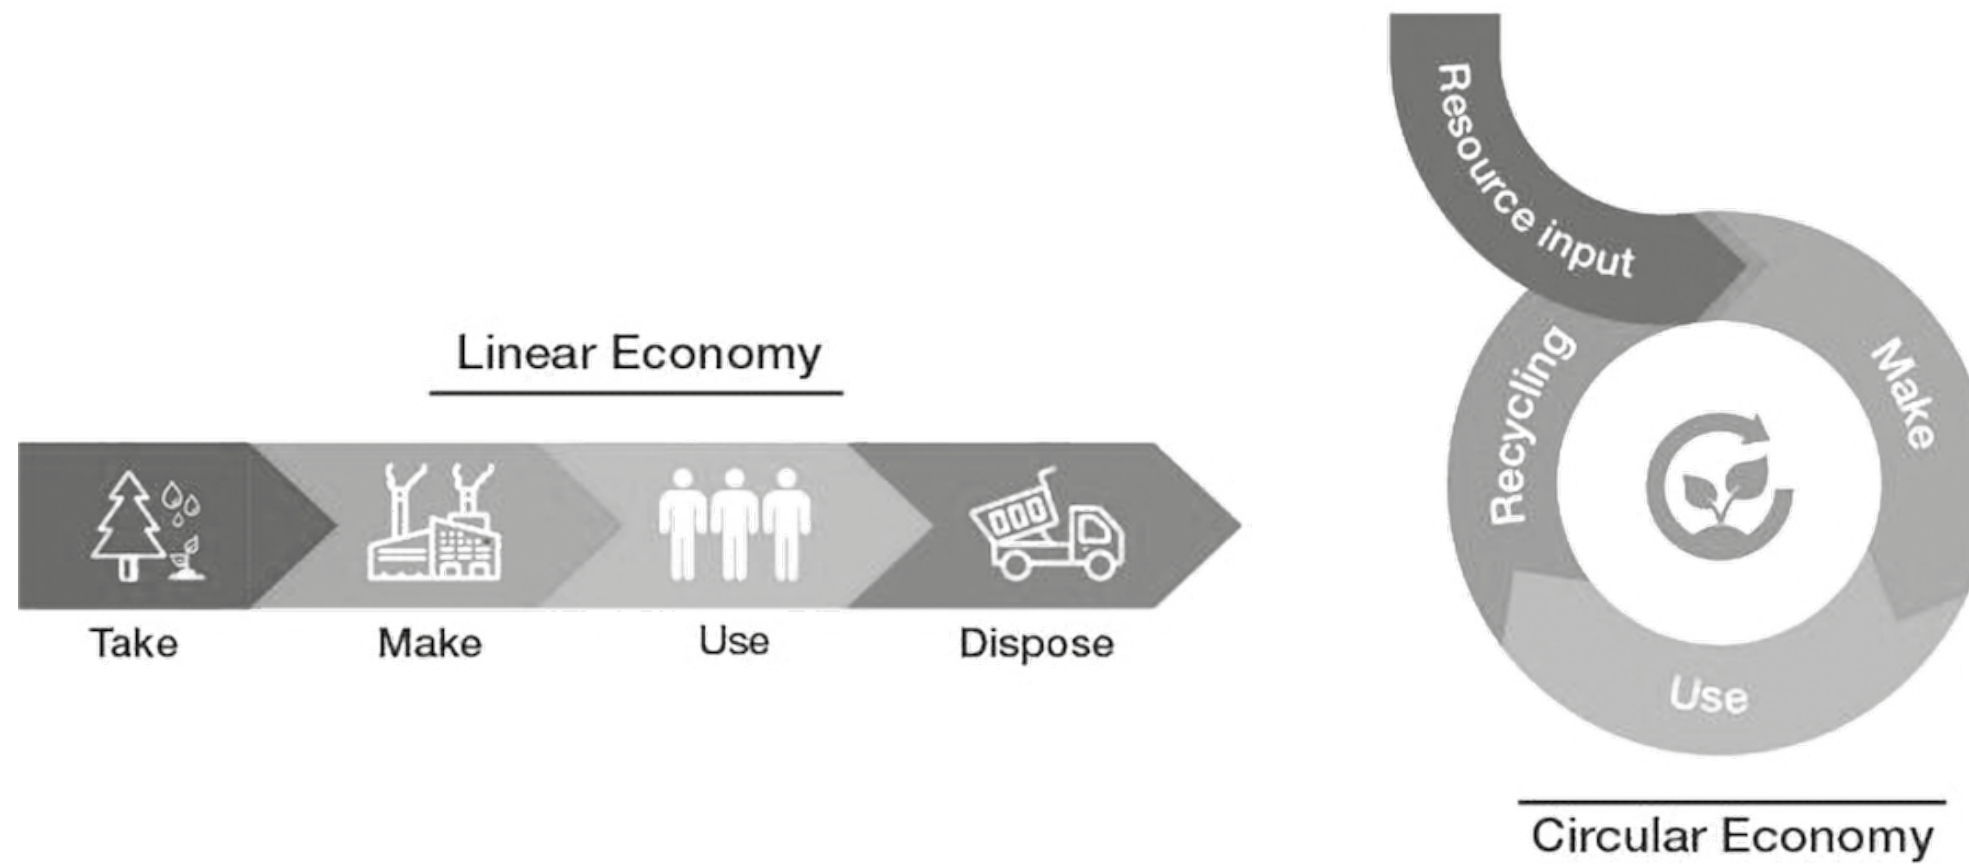 Linear Economy
Take
Make
Use
Dispose
Resource input
Make
Use
Recycling
Circular Economy